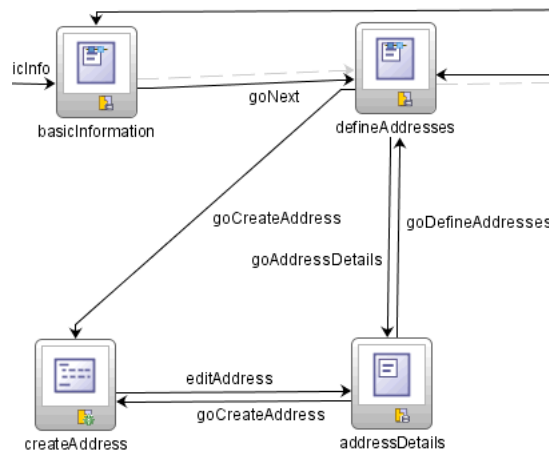 icInfo
goNext
basicInformation
defineAddresses
goCreateAddress
goDefineAddresses
goAddressDetails
editAddress
goCreateAddress
createAddress
addressDetails